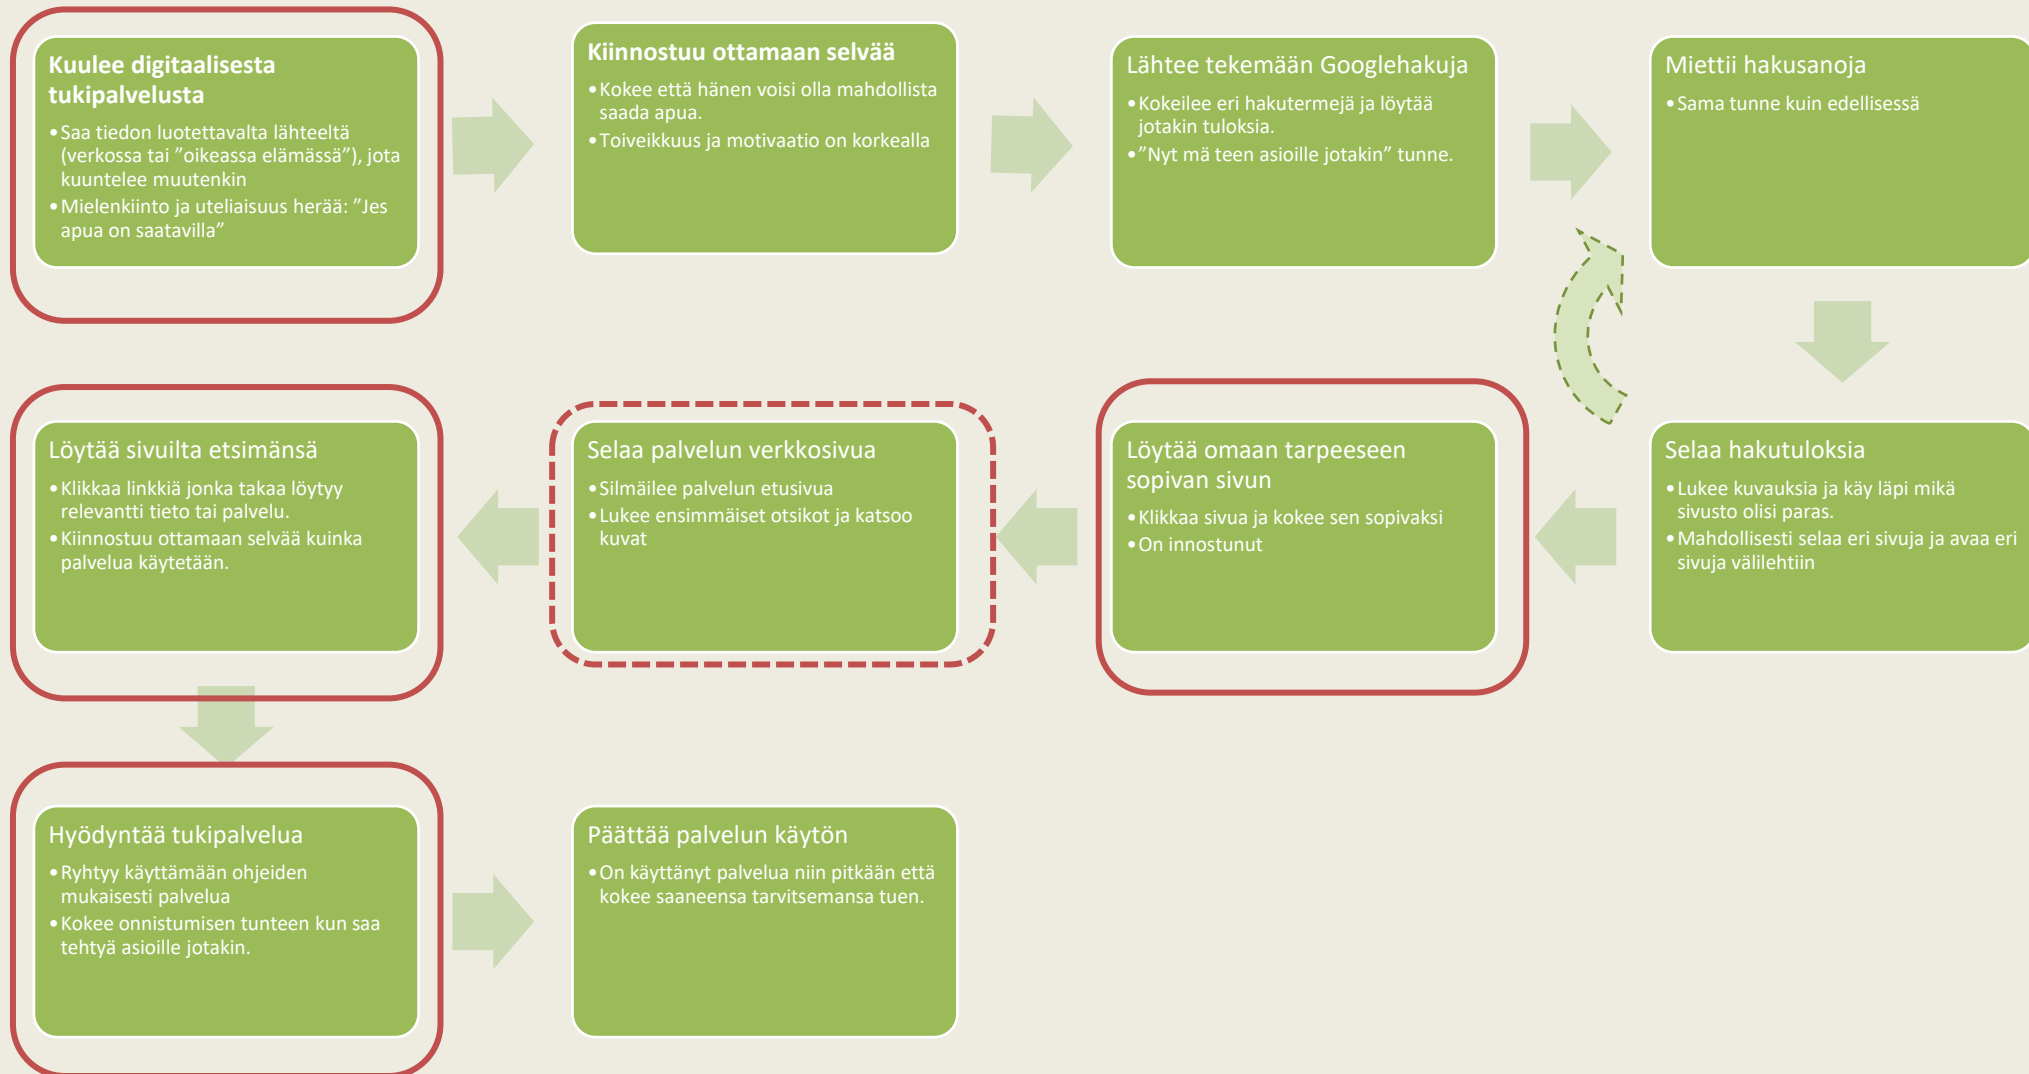 Kuulee digitaalisesta
tukipalvelusta
•Saa tiedon luotettavalta lähteeltä
(verkossa tai ”oikeassa elämässä”), jota
kuuntelee muutenkin
•Mielenkiinto ja uteliaisuus herää: ”Jes
apua on saatavilla”
Kiinnostuu ottamaan selvää
•Kokee että hänen voisi olla mahdollista
saada apua.
•Toiveikkuus ja motivaatio on korkealla
Lähtee tekemään Googlehakuja
•Kokeilee eri hakutermejä ja löytää
jotakin tuloksia.
•”Nyt mä teen asioille jotakin” tunne.
Miettii hakusanoja
•Sama tunne kuin edellisessä
Selaa hakutuloksia
•Lukee kuvauksia ja käy läpi mikä
sivusto olisi paras.
•Mahdollisesti selaa eri sivuja ja avaa eri
sivuja välilehtiin
Löytää omaan tarpeeseen
sopivan sivun
•Klikkaa sivua ja kokee sen sopivaksi
•On innostunut
Selaa palvelun verkkosivua
•Silmäilee palvelun etusivua
•Lukee ensimmäiset otsikot ja katsoo
kuvat
Löytää sivuilta etsimänsä
•Klikkaa linkkiä jonka takaa löytyy
relevantti tieto tai palvelu.
•Kiinnostuu ottamaan selvää kuinka
palvelua käytetään.
Hyödyntää tukipalvelua
•Ryhtyy käyttämään ohjeiden
mukaisesti palvelua
•Kokee onnistumisen tunteen kun saa
tehtyä asioille jotakin.
Päättää palvelun käytön
•On käyttänyt palvelua niin pitkään että
kokee saaneensa tarvitsemansa tuen.